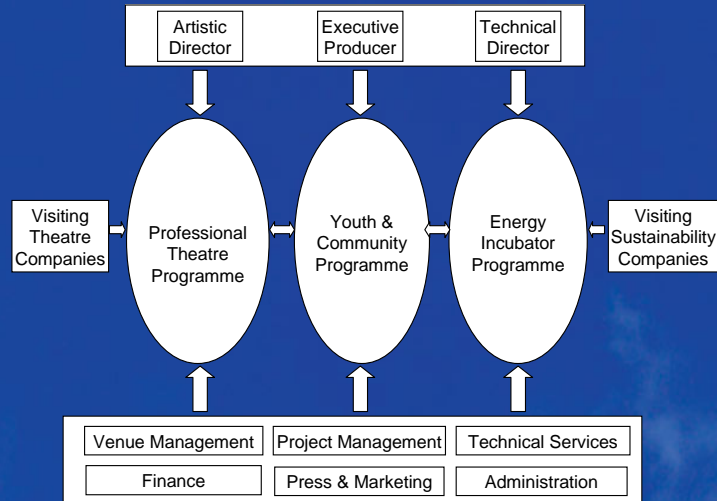 Artistic
Director
Executive
Producer
Technical
Director
Visiting
Theatre
Companies
Professional
Theatre
Programme
Youth &
Community
Programme
Energy
Incubator
Programme
Visiting
Sustainability
Companies
Venue Management
Project Management
Technical Services
Finance
Press & Marketing
Administration